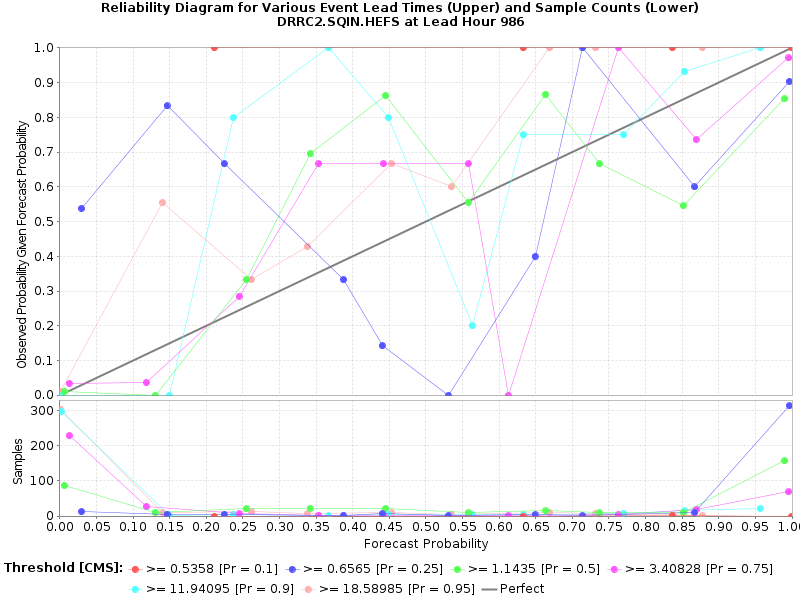 Reliability Diagram for Various Event Lead Times (Upper) and Sample Counts (Lower)
DRRC2.SQIN.HEFS at Lead Hour 986
Observed Probability Given Forecast Probability
1.0
0.9
0.8
0.7
0.6
0.5
0.4
0.3
0.2
0.1
0.0
Samples
300
200
100
0
0.00 0.05 0.10 0.15 0.20 0.25 0.30 0.35 0.40 0.45 0.50 0.55 0.60 0.65 0.70 0.75 0.80 0.85 0.90 0.95 1.00
Forecast Probability
Threshold [CMS]: >= 0.5358 [Pr = 0.1] >= 0.6565 [Pr = 0.25] >= 1.1435 [Pr = 0.5] >= 3.40828 [Pr = 0.75]
>= 11.94095 [Pr = 0.9] >= 18.58985 [Pr = 0.95] Perfect